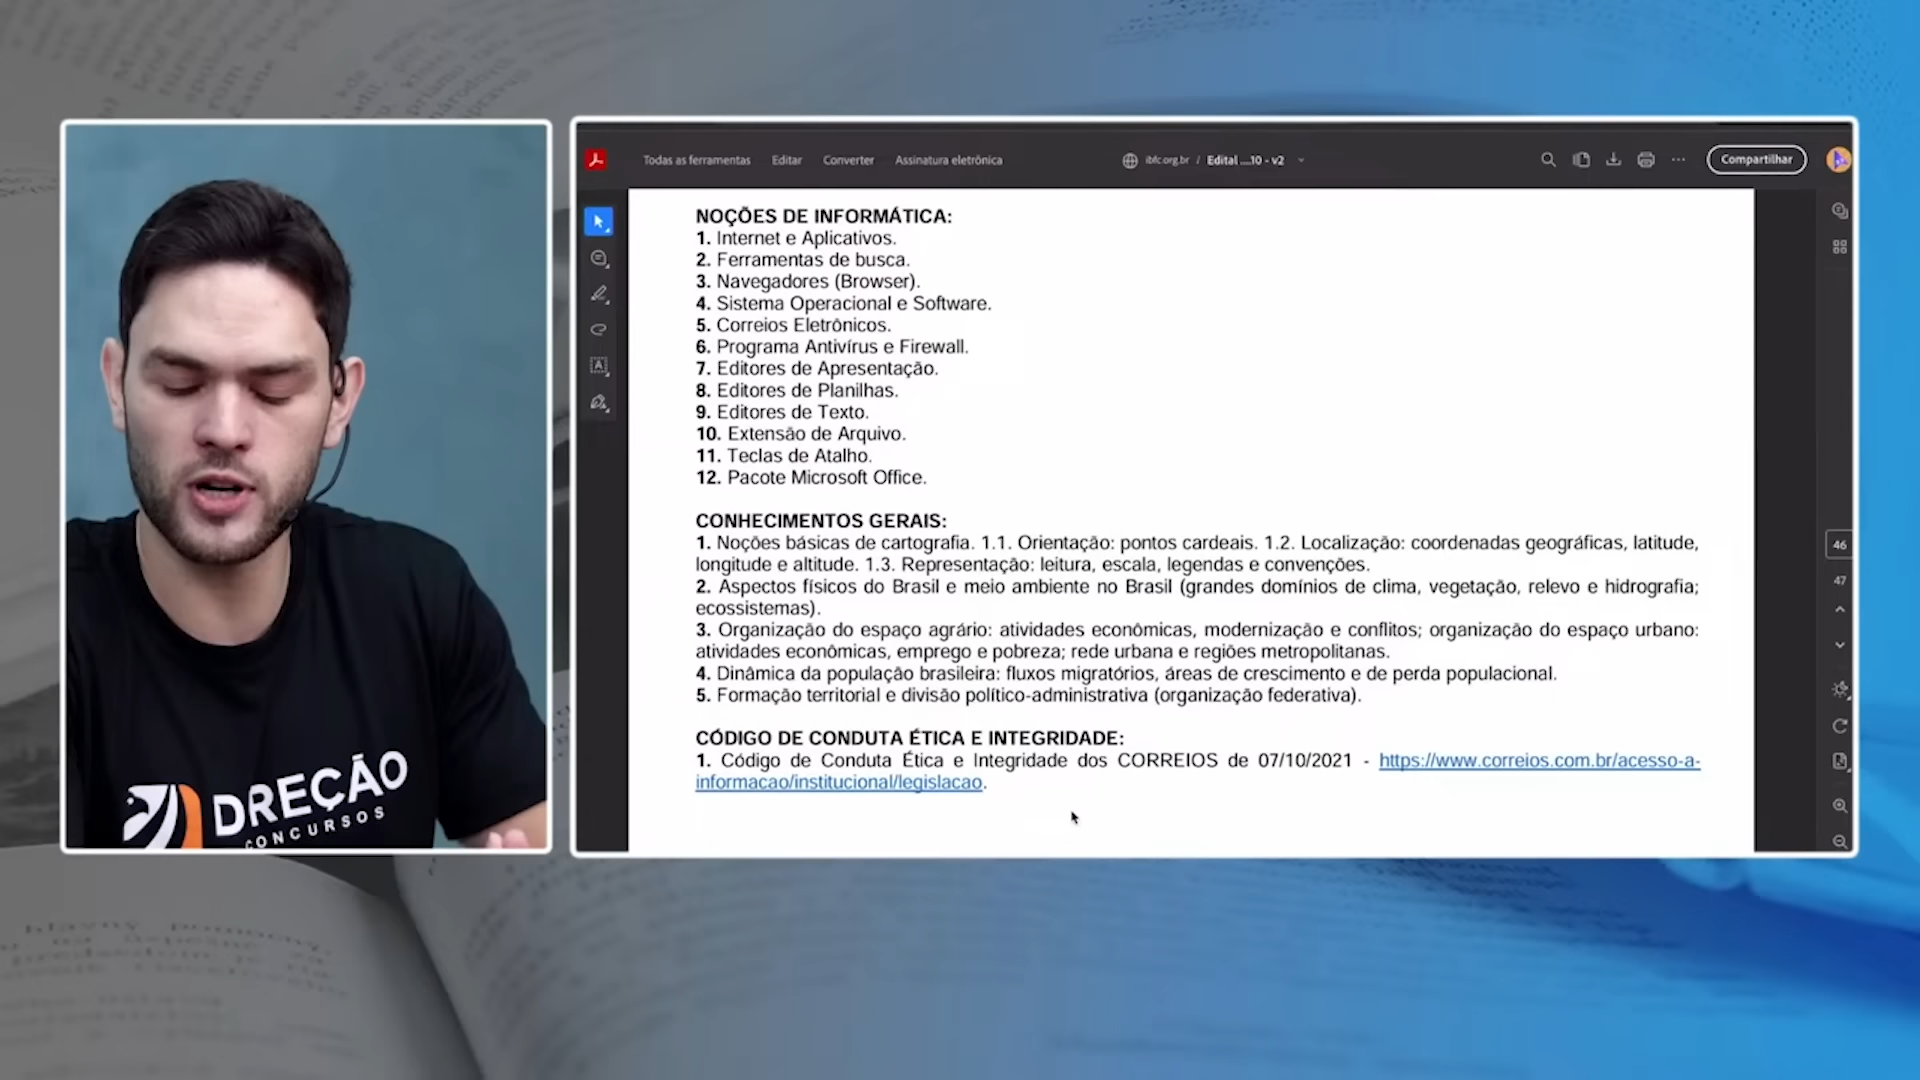 Todas as ferramentas Editar Converter Assinatura eletrônica ibfc.org.br / Edital ....10 - v2 Compartilhar
NOÇÕES DE INFORMÁTICA:
1. Internet e Aplicativos.
2. Ferramentas de busca.
3. Navegadores (Browser).
4. Sistema Operacional e Software.
5. Correios Eletrônicos.
6. Programa Antivírus e Firewall.
7. Editores de Apresentação.
8. Editores de Planilhas.
9. Editores de Texto.
10. Extensão de Arquivo.
11. Teclas de Atalho.
12. Pacote Microsoft Office.
CONHECIMENTOS GERAIS:
1. Noções básicas de cartografia. 1.1. Orientação: pontos cardeais. 1.2. Localização: coordenadas geográficas, latitude,
longitude e altitude. 1.3. Representação: leitura, escala, legendas e convenções.
2. Aspectos físicos do Brasil e meio ambiente no Brasil (grandes domínios de clima, vegetação, relevo e hidrografia;
ecossistemas).
3. Organização do espaço agrário: atividades econômicas, modernização e conflitos; organização do espaço urbano:
atividades econômicas, emprego e pobreza; rede urbana e regiões metropolitanas.
4. Dinâmica da população brasileira: fluxos migratórios, áreas de crescimento e de perda populacional.
5. Formação territorial e divisão político-administrativa (organização federativa).
CÓDIGO DE CONDUTA ÉTICA E INTEGRIDADE:
1. Código de Conduta Ética e Integridade dos CORREIOS de 07/10/2021 - https://www.correios.com.br/acesso-a-
informacao/institucional/legislacao.
46
47
DREÇÃO
CONCURSOS